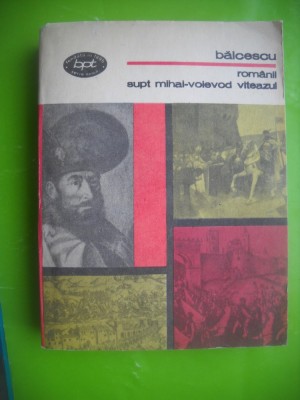 bpt
bălcescu
românii
supt mihai-voievod viteazul